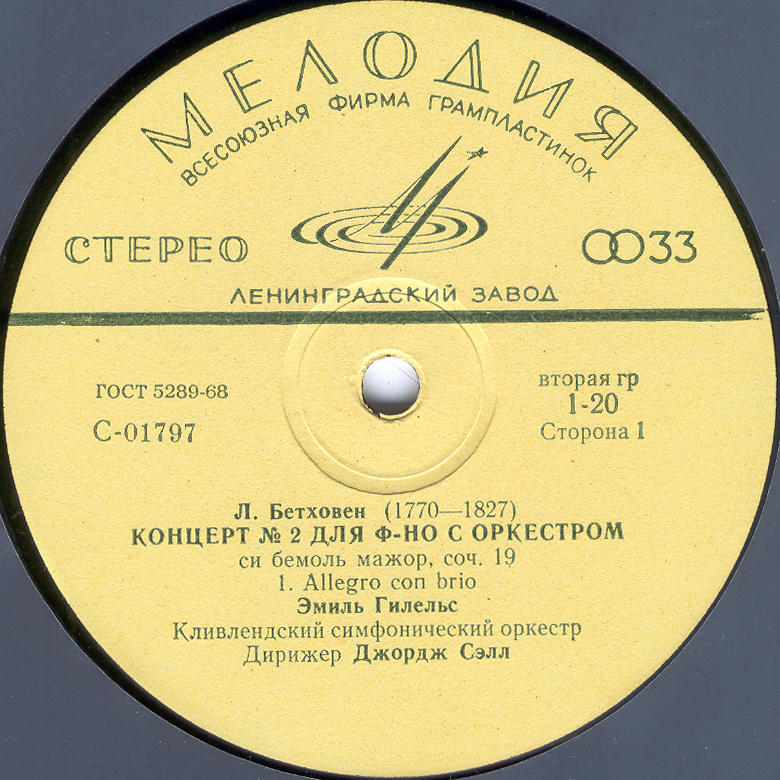 МЕЛОДИЯ
ВСЕСОЮЗНАЯ ФИРМА ГРАМПЛАСТИНОК
СТЕРЕО
33
ЛЕНИНГРАДСКИЙ ЗАВОД
ГОСТ 5289-68
С-01797
вторая гр
1-20
Сторона 1
Л. Бетховен (1770—1827)
КОНЦЕРТ № 2 ДЛЯ Ф-НО С ОРКЕСТРОМ
си бемоль мажор, соч. 19
1. Allegro con brio
Эмиль Гилельс
Кливлендский симфонический оркестр
Дирижер Джордж Сэлл